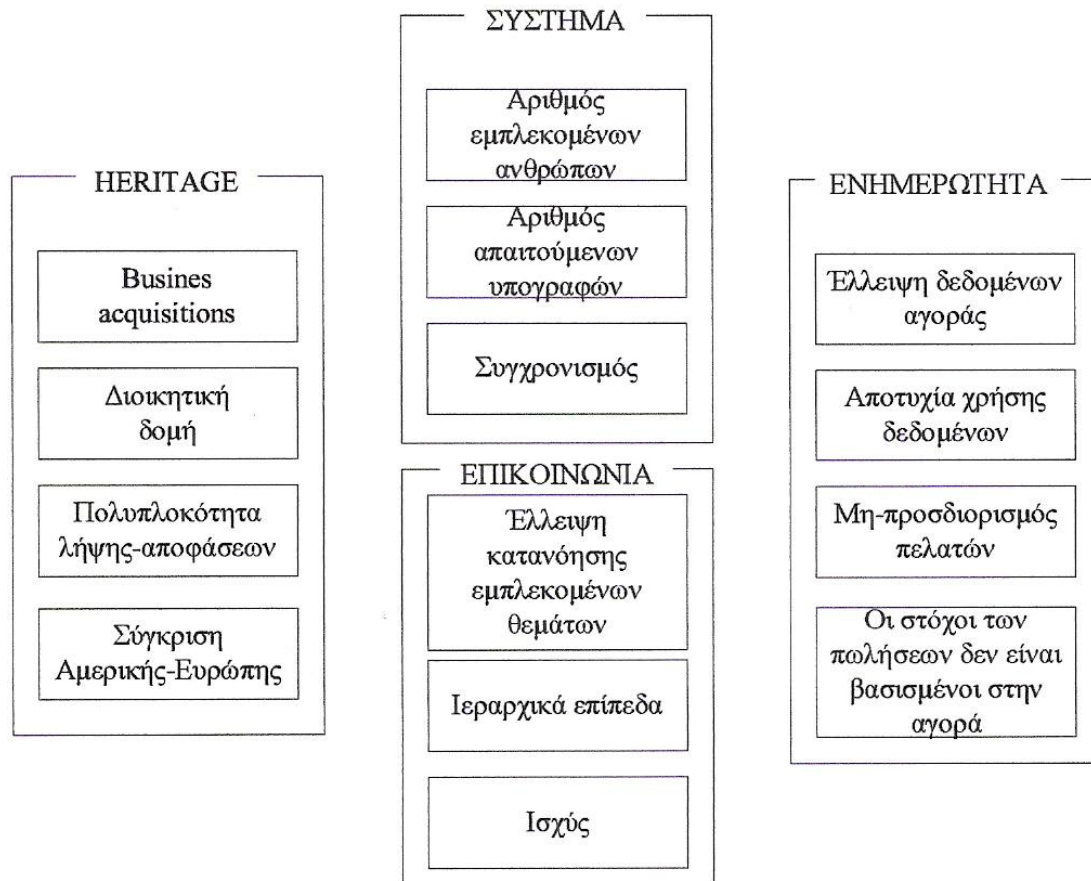 HERITAGE
Busines
acquisitions
Διοικητική
δομή
Πολυπλοκότητα
λήψης-αποφάσεων
Σύγκριση
Αμερικής-Ευρώπης
ΣΥΣΤΗΜΑ
Αριθμός
εμπλεκομένων
ανθρώπων
Αριθμός
απαιτούμενων
υπογραφών
Συγχρονισμός
ΕΠΙΚΟΙΝΩΝΙΑ
Έλλειψη
κατανόησης
εμπλεκομένων
θεμάτων
Ιεραρχικά επίπεδα
Ισχύς
ΕΝΗΜΕΡΩΤΗΤΑ
Έλλειψη δεδομένων
αγοράς
Αποτυχία χρήσης
δεδομένων
Μη-προσδιορισμός
πελατών
Οι στόχοι των
πωλήσεων δεν είναι
βασισμένοι στην
αγορά